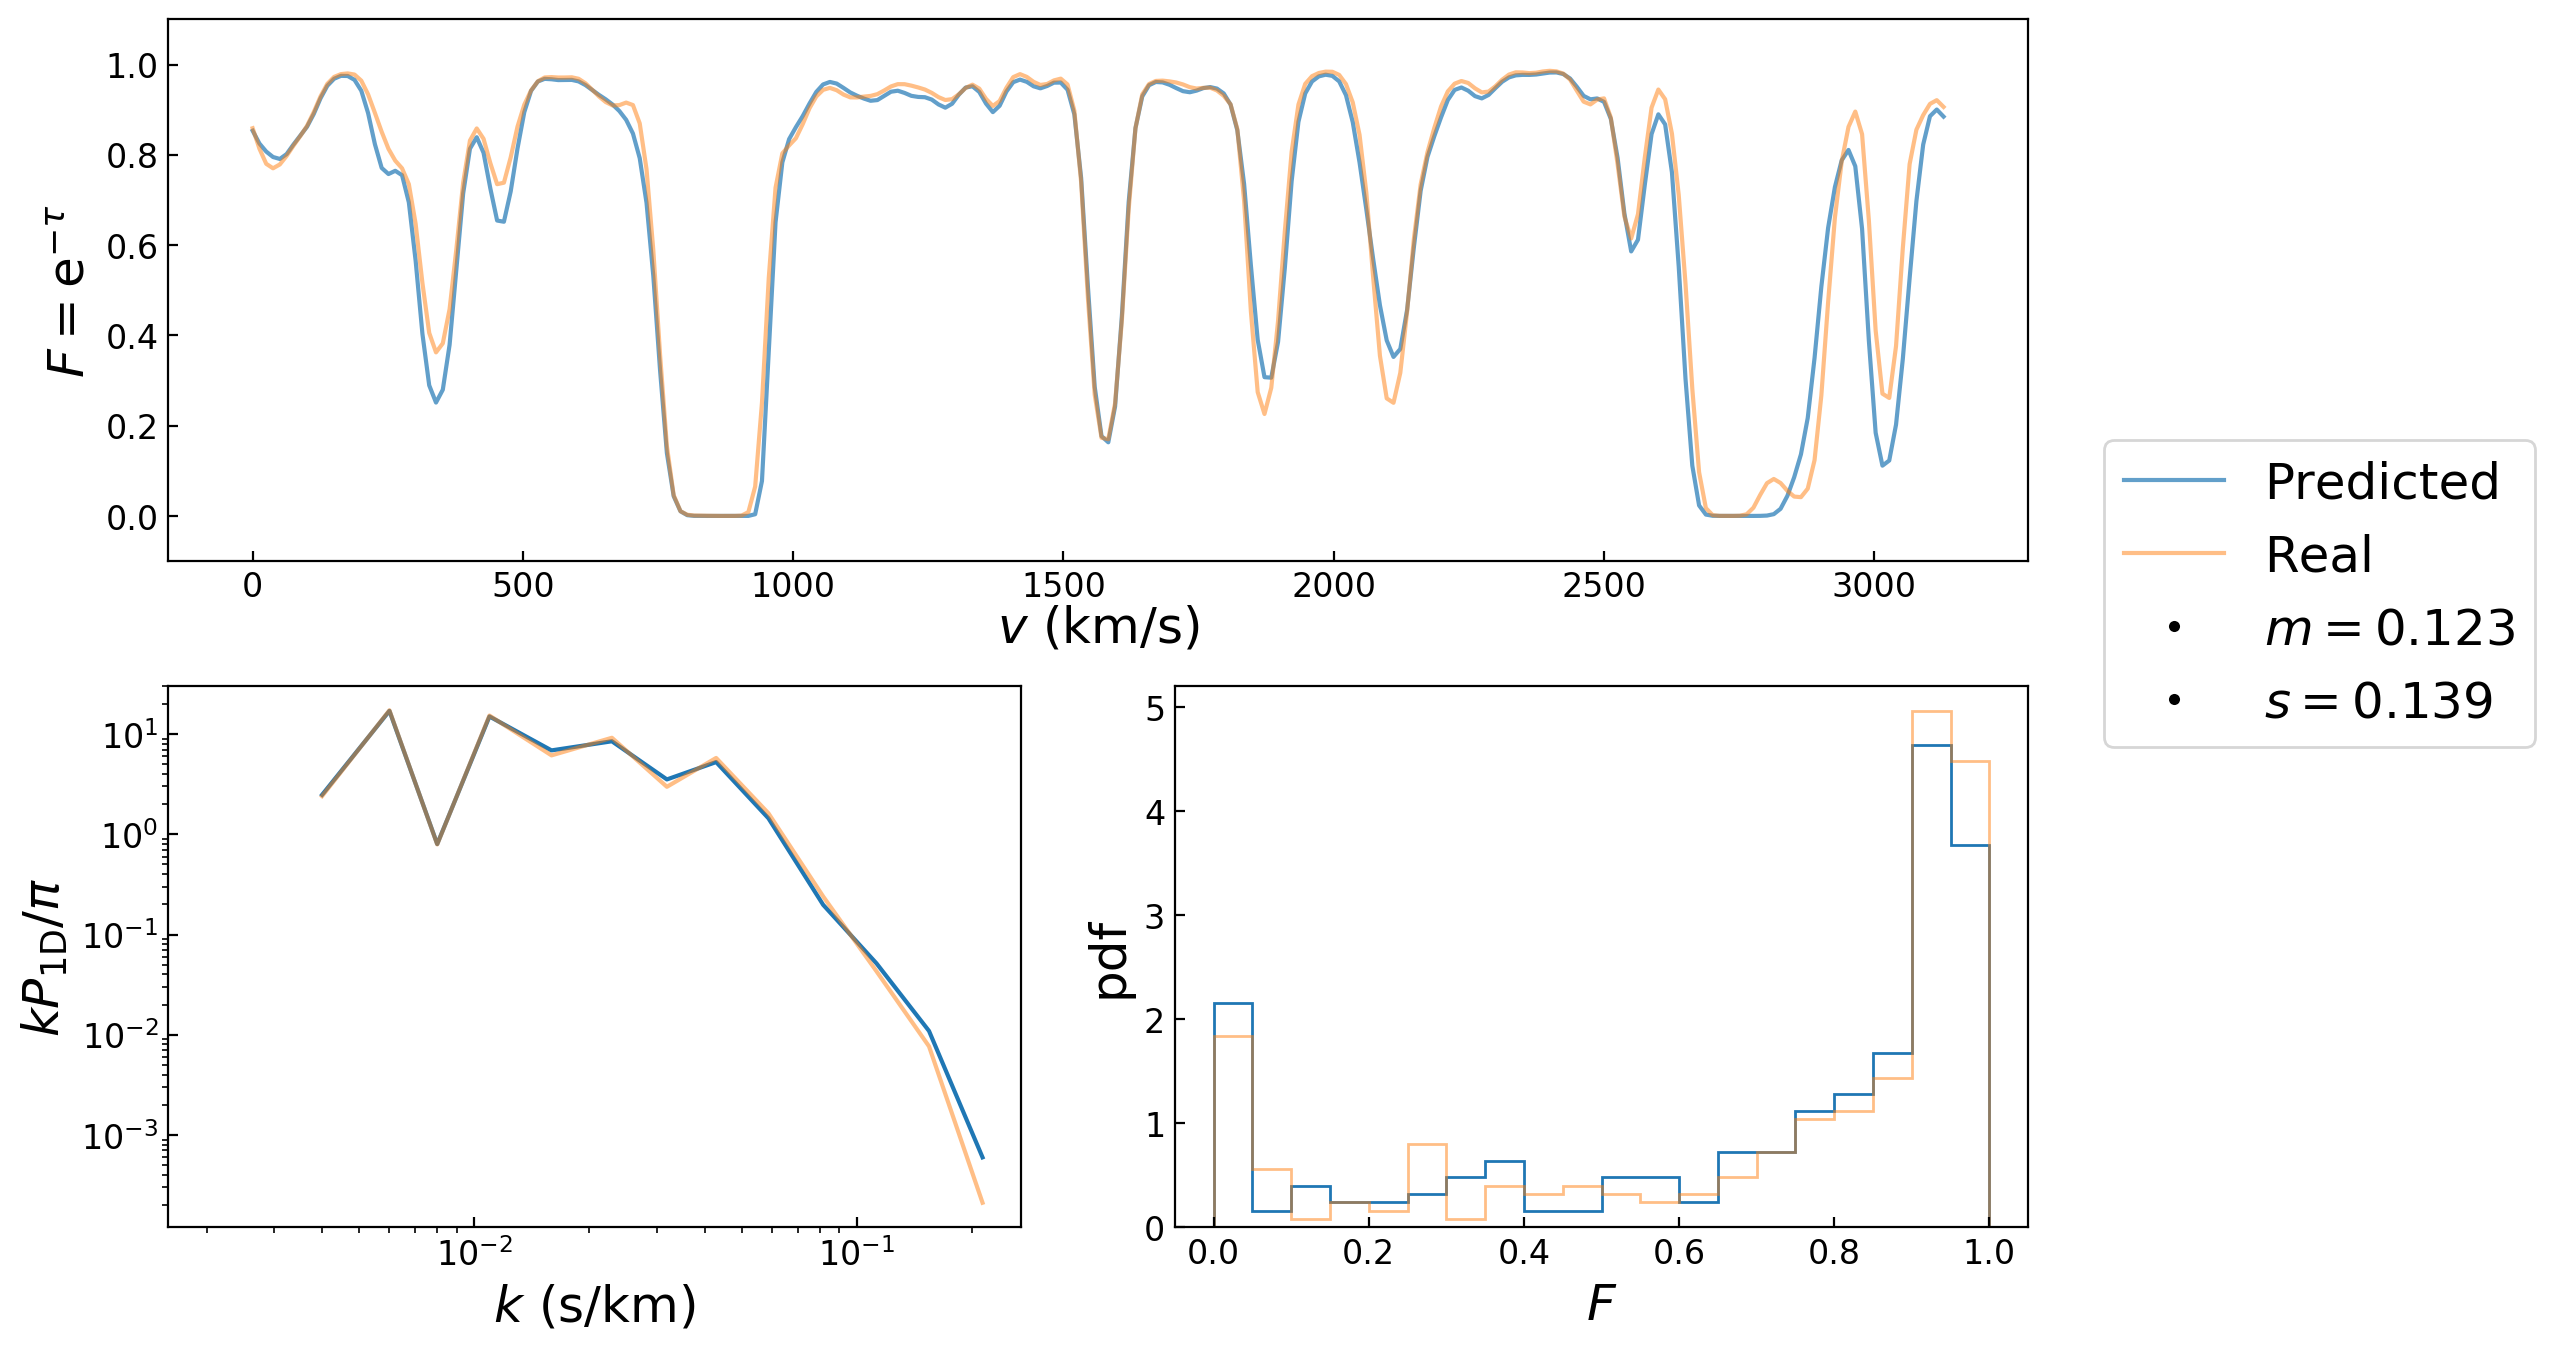 1.0
0.8
0.6
0.4
0.2
0.0
F = e^{-τ}
0 500 1000 1500 2000 2500 3000
v (km/s)
Predicted
Real
m = 0.123
s = 0.139
10^1
10^0
10^{-1}
10^{-2}
10^{-3}
kP_{1D}/π
10^{-2} 10^{-1}
k (s/km)
5
4
3
2
1
0
pdf
0.0 0.2 0.4 0.6 0.8 1.0
F